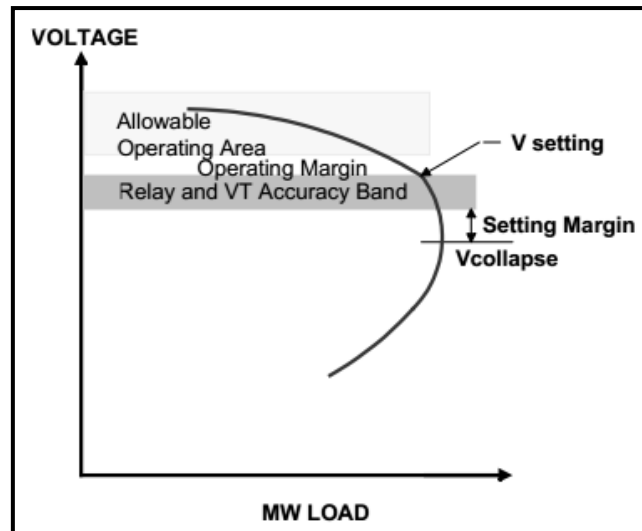 VOLTAGE
Allowable
Operating Area
Operating Margin
Relay and VT Accuracy Band
V setting
Setting Margin
Vcollapse
MW LOAD